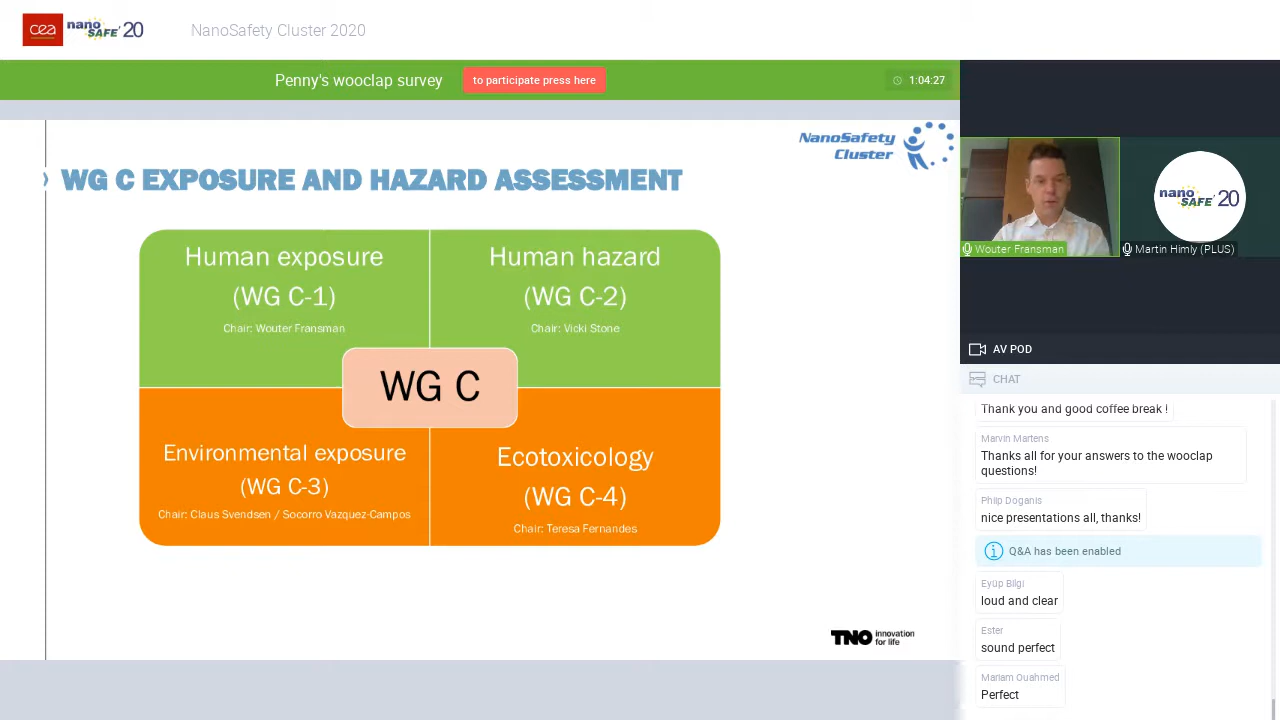 cea nano SAFE' 20
NanoSafety Cluster 2020
Penny's wooclap survey
to participate press here
1:04:27
NanoSafety
Cluster
WG C EXPOSURE AND HAZARD ASSESSMENT
Human exposure
(WG C-1)
Chair: Wouter Fransman
Human hazard
(WG C-2)
Chair: Vicki Stone
WG C
Environmental exposure
(WG C-3)
Chair: Claus Svendsen / Socorro Vazquez-Campos
Ecotoxicology
(WG C-4)
Chair: Teresa Fernandes
TNO innovation
for life
Wouter Fransman
nano SAFE' 20
Martin Himly (PLUS)
AV POD
CHAT
Thank you and good coffee break !
Marvin Martens
Thanks all for your answers to the wooclap
questions!
Philp Doganis
nice presentations all, thanks!
Q&A has been enabled
Eyüp Bilgi
loud and clear
Ester
sound perfect
Mariam Ouahmed
Perfect